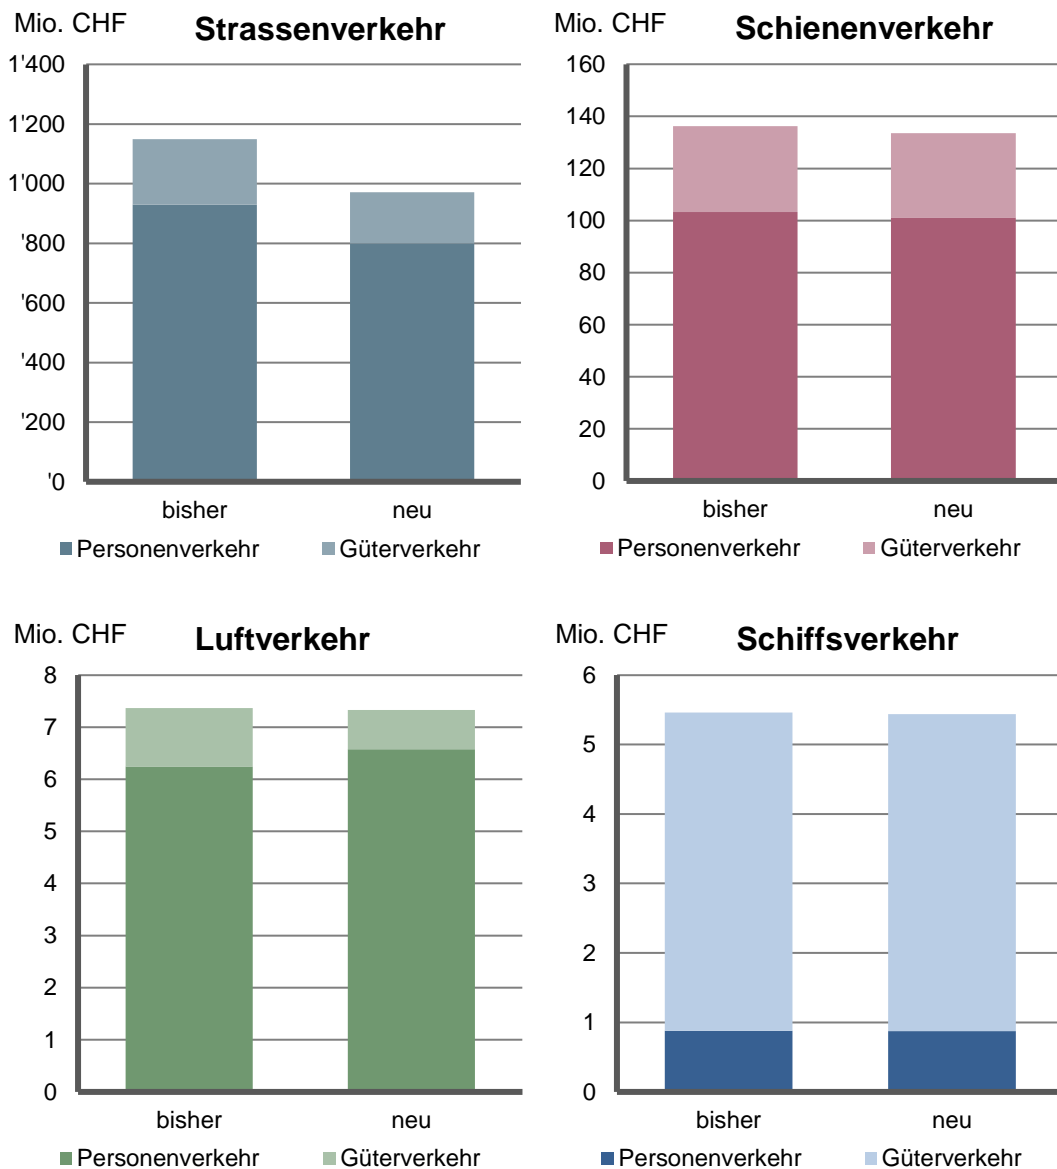 Mio. CHF Strassenverkehr
1'400
1'200
1'000
'800
'600
'400
'200
'0
bisher neu
Personenverkehr Güterverkehr
Mio. CHF Schienenverkehr
160
140
120
100
80
60
40
20
0
bisher neu
Personenverkehr Güterverkehr
Mio. CHF Luftverkehr
8
7
6
5
4
3
2
1
0
bisher neu
Personenverkehr Güterverkehr
Mio. CHF Schiffsverkehr
6
5
4
3
2
1
0
bisher neu
Personenverkehr Güterverkehr